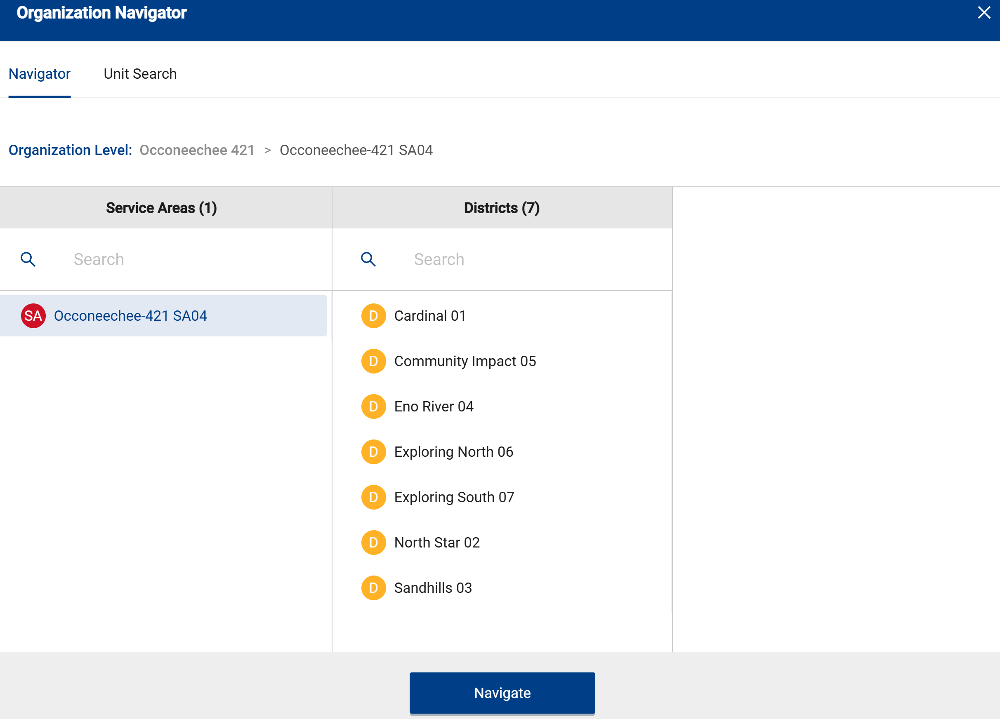 Organization Navigator
Navigator
Unit Search
Organization Level: Occoneechee 421 > Occoneechee-421 SA04
Service Areas (1)
Search
SA Occoneechee-421 SA04
Districts (7)
Search
D Cardinal 01
D Community Impact 05
D Eno River 04
D Exploring North 06
D Exploring South 07
D North Star 02
D Sandhills 03
Navigate